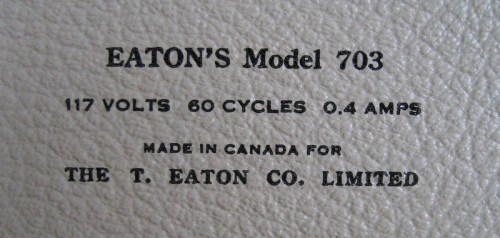 EATON'S Model 703
117 VOLTS 60 CYCLES 0.4 AMPS
MADE IN CANADA FOR
THE T. EATON CO. LIMITED